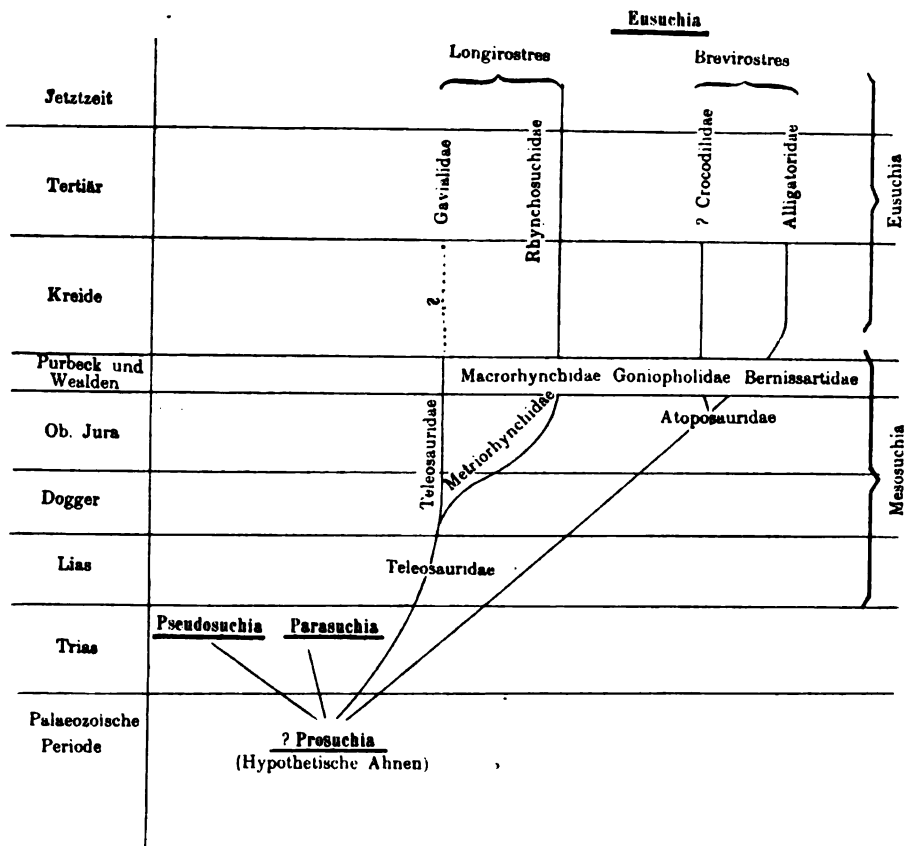 Eusuchia
Longirostres
Brevirostres
Jetztzeit
Tertiär
Gavialidae
Rhynchosuchidae
? Crocodilidae
Alligatoridae
Eusuchia
Kreide
?
Purbeck und
Wealden
Macrorhynchidae Goniopholidae Bernissartidae
Ob. Jura
Teleosauridae
Metriorhynchidae
Atoposauridae
Mesosuchia
Dogger
Lias
Teleosauridae
Trias
Pseudosuchia
Parasuchia
Palaeozoische
Periode
? Prosuchia
(Hypothetische Ahnen)